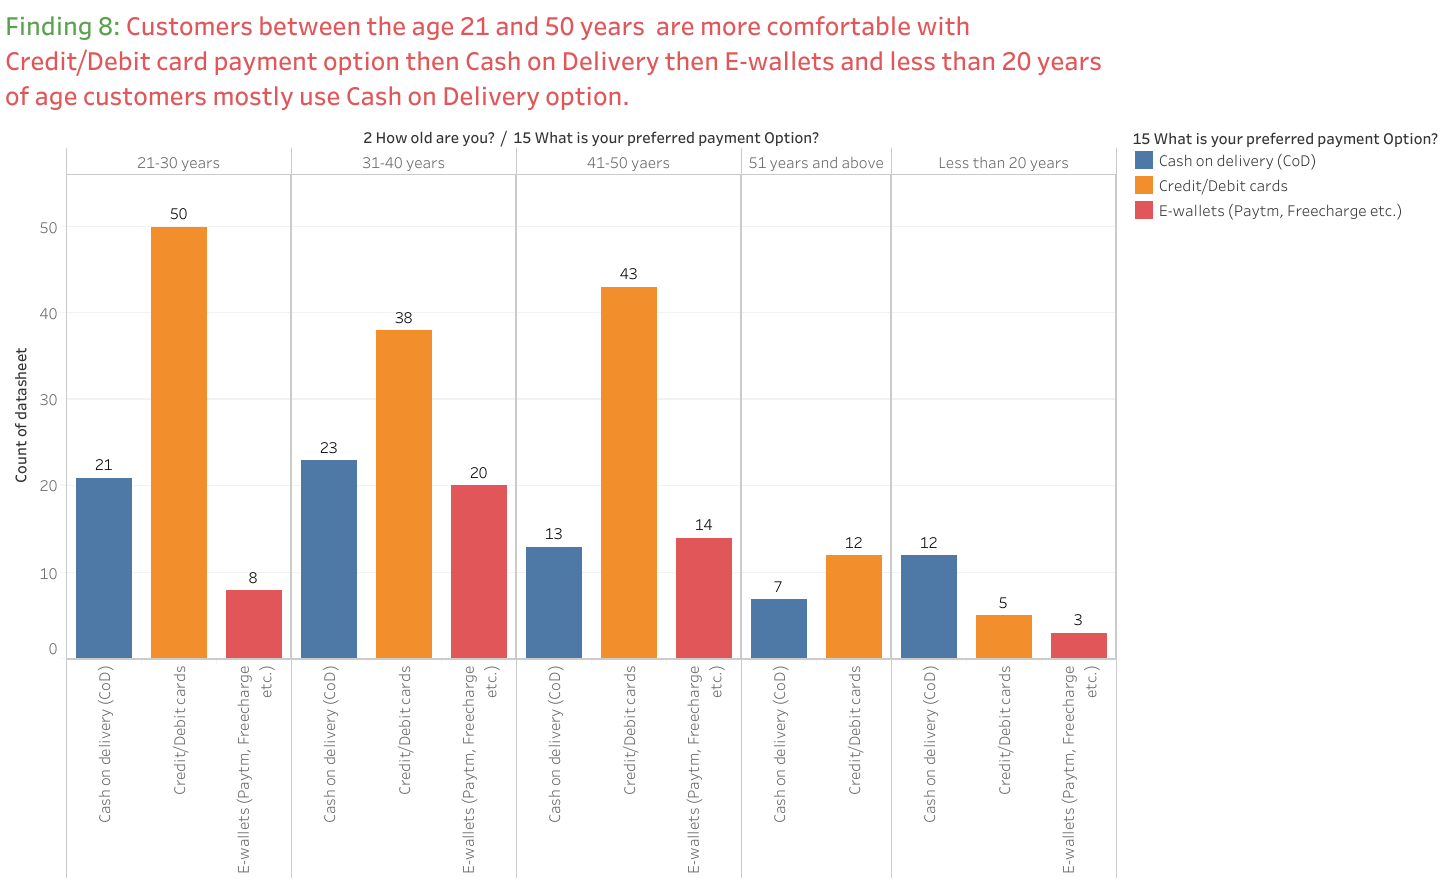 Finding 8: Customers between the age 21 and 50 years  are more comfortable with
Credit/Debit card payment option then Cash on Delivery then E-wallets and less than 20 years
of age customers mostly use Cash on Delivery option.
2 How old are you? / 15 What is your preferred payment Option?
21-30 years
31-40 years
41-50 yaers
51 years and above
Less than 20 years
15 What is your preferred payment Option?
Cash on delivery (CoD)
Credit/Debit cards
E-wallets (Paytm, Freecharge etc.)
Count of datasheet
50
40
30
20
10
0
21
50
8
23
38
20
13
43
14
7
12
12
5
3
Cash on delivery (CoD)
Credit/Debit cards
E-wallets (Paytm, Freecharge
etc.)
Cash on delivery (CoD)
Credit/Debit cards
E-wallets (Paytm, Freecharge
etc.)
Cash on delivery (CoD)
Credit/Debit cards
E-wallets (Paytm, Freecharge
etc.)
Cash on delivery (CoD)
Credit/Debit cards
Cash on delivery (CoD)
Credit/Debit cards
E-wallets (Paytm, Freecharge
etc.)